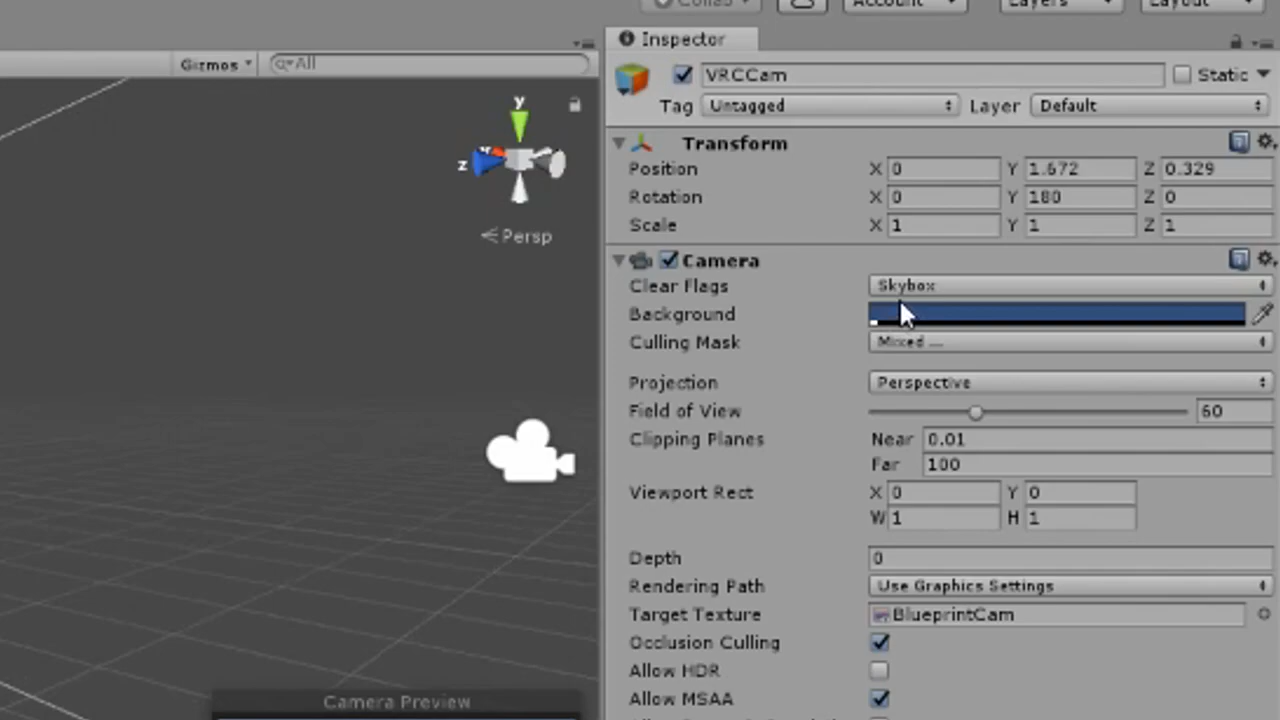 Collab Account Layers Layout
Inspector
Gizmos All
VRCCam Static
Tag Untagged Layer Default
y
z
Persp
Transform
Position X 0 Y 1.672 Z 0.329
Rotation X 0 Y 180 Z 0
Scale X 1 Y 1 Z 1
Camera
Clear Flags Skybox
Background
Culling Mask Mixed ...
Projection Perspective
Field of View 60
Clipping Planes Near 0.01
Far 100
Viewport Rect X 0 Y 0
W 1 H 1
Depth 0
Rendering Path Use Graphics Settings
Target Texture BlueprintCam
Occlusion Culling
Allow HDR
Allow MSAA
Camera Preview